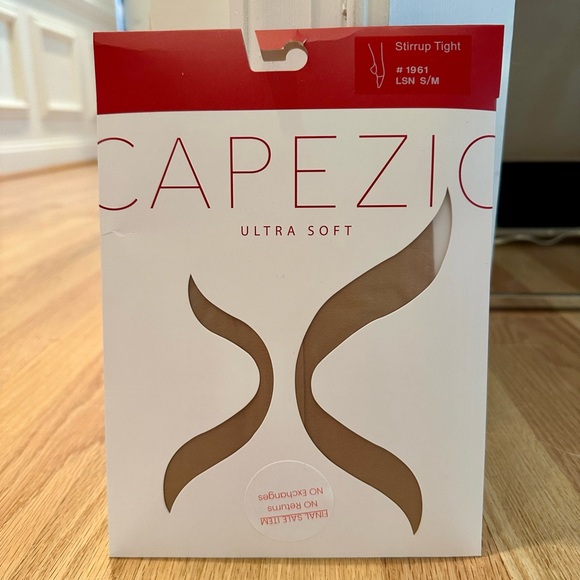 Stirrup Tight
# 1961
LSN S/M
CAPEZIO
ULTRA SOFT
FINAL SALE ITEM
NO Returns
NO Exchanges